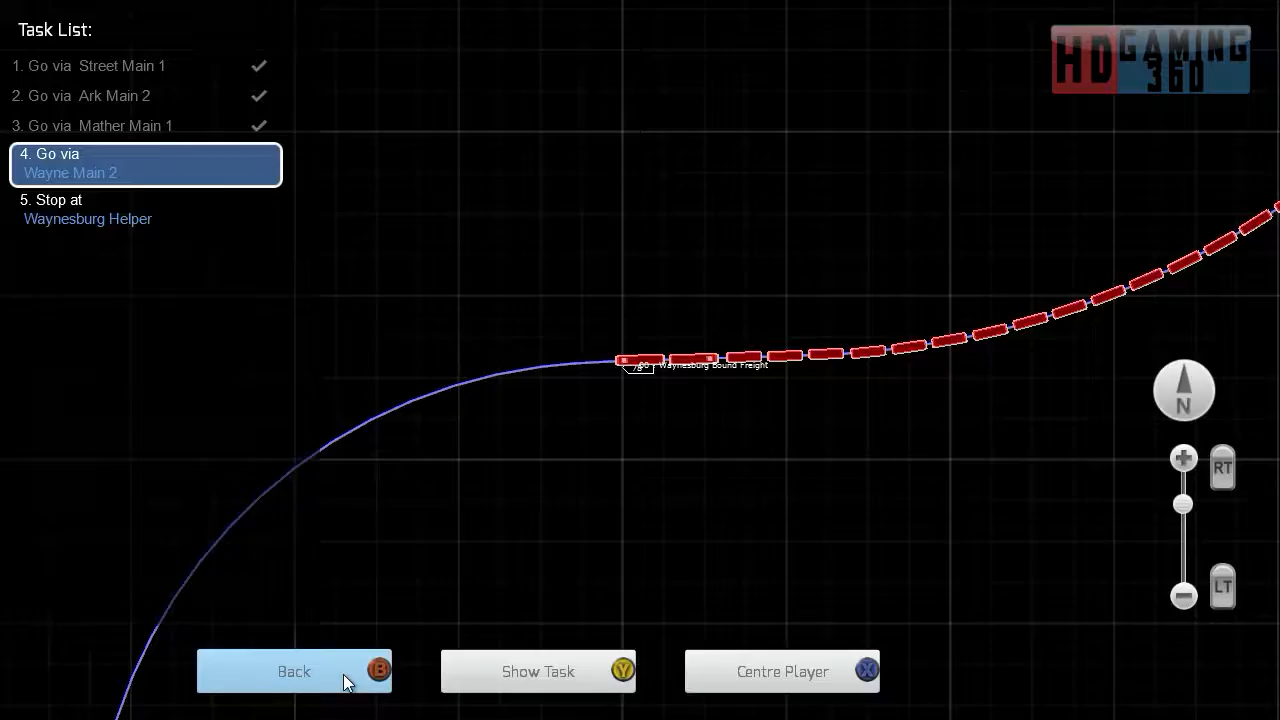 Task List:
1. Go via Street Main 1
2. Go via Ark Main 2
3. Go via Mather Main 1
4. Go via
Wayne Main 2
5. Stop at
Waynesburg Helper
HD GAMING
360
Waynesburg Bound Freight
N
RT
LT
Back B
Show Task Y
Centre Player X